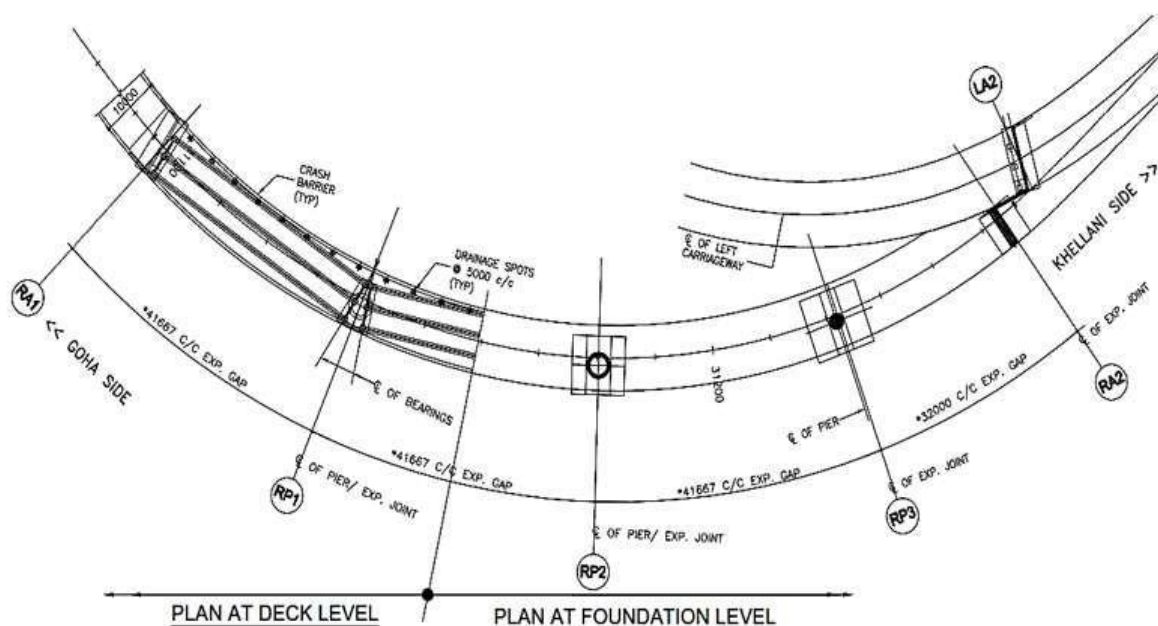 10000
LA2
CRASH
BARRIER
(TYP)
KHELLANI SIDE >>
℄ OF LEFT
CARRIAGEWAY
DRAINAGE SPOTS
@ 5000 c/c
(TYP)
RA1
<< GOHA SIDE
*41667 C/C EXP. GAP
℄ OF BEARINGS
31200
℄ OF PIER
*32000 C/C EXP. GAP
℄ OF EXP. JOINT
RA2
*41667 C/C EXP. GAP
*41667 C/C EXP. GAP
RP1
℄ OF PIER/ EXP. JOINT
℄ OF EXP. JOINT
RP3
℄ OF PIER/ EXP. JOINT
RP2
PLAN AT DECK LEVEL
PLAN AT FOUNDATION LEVEL